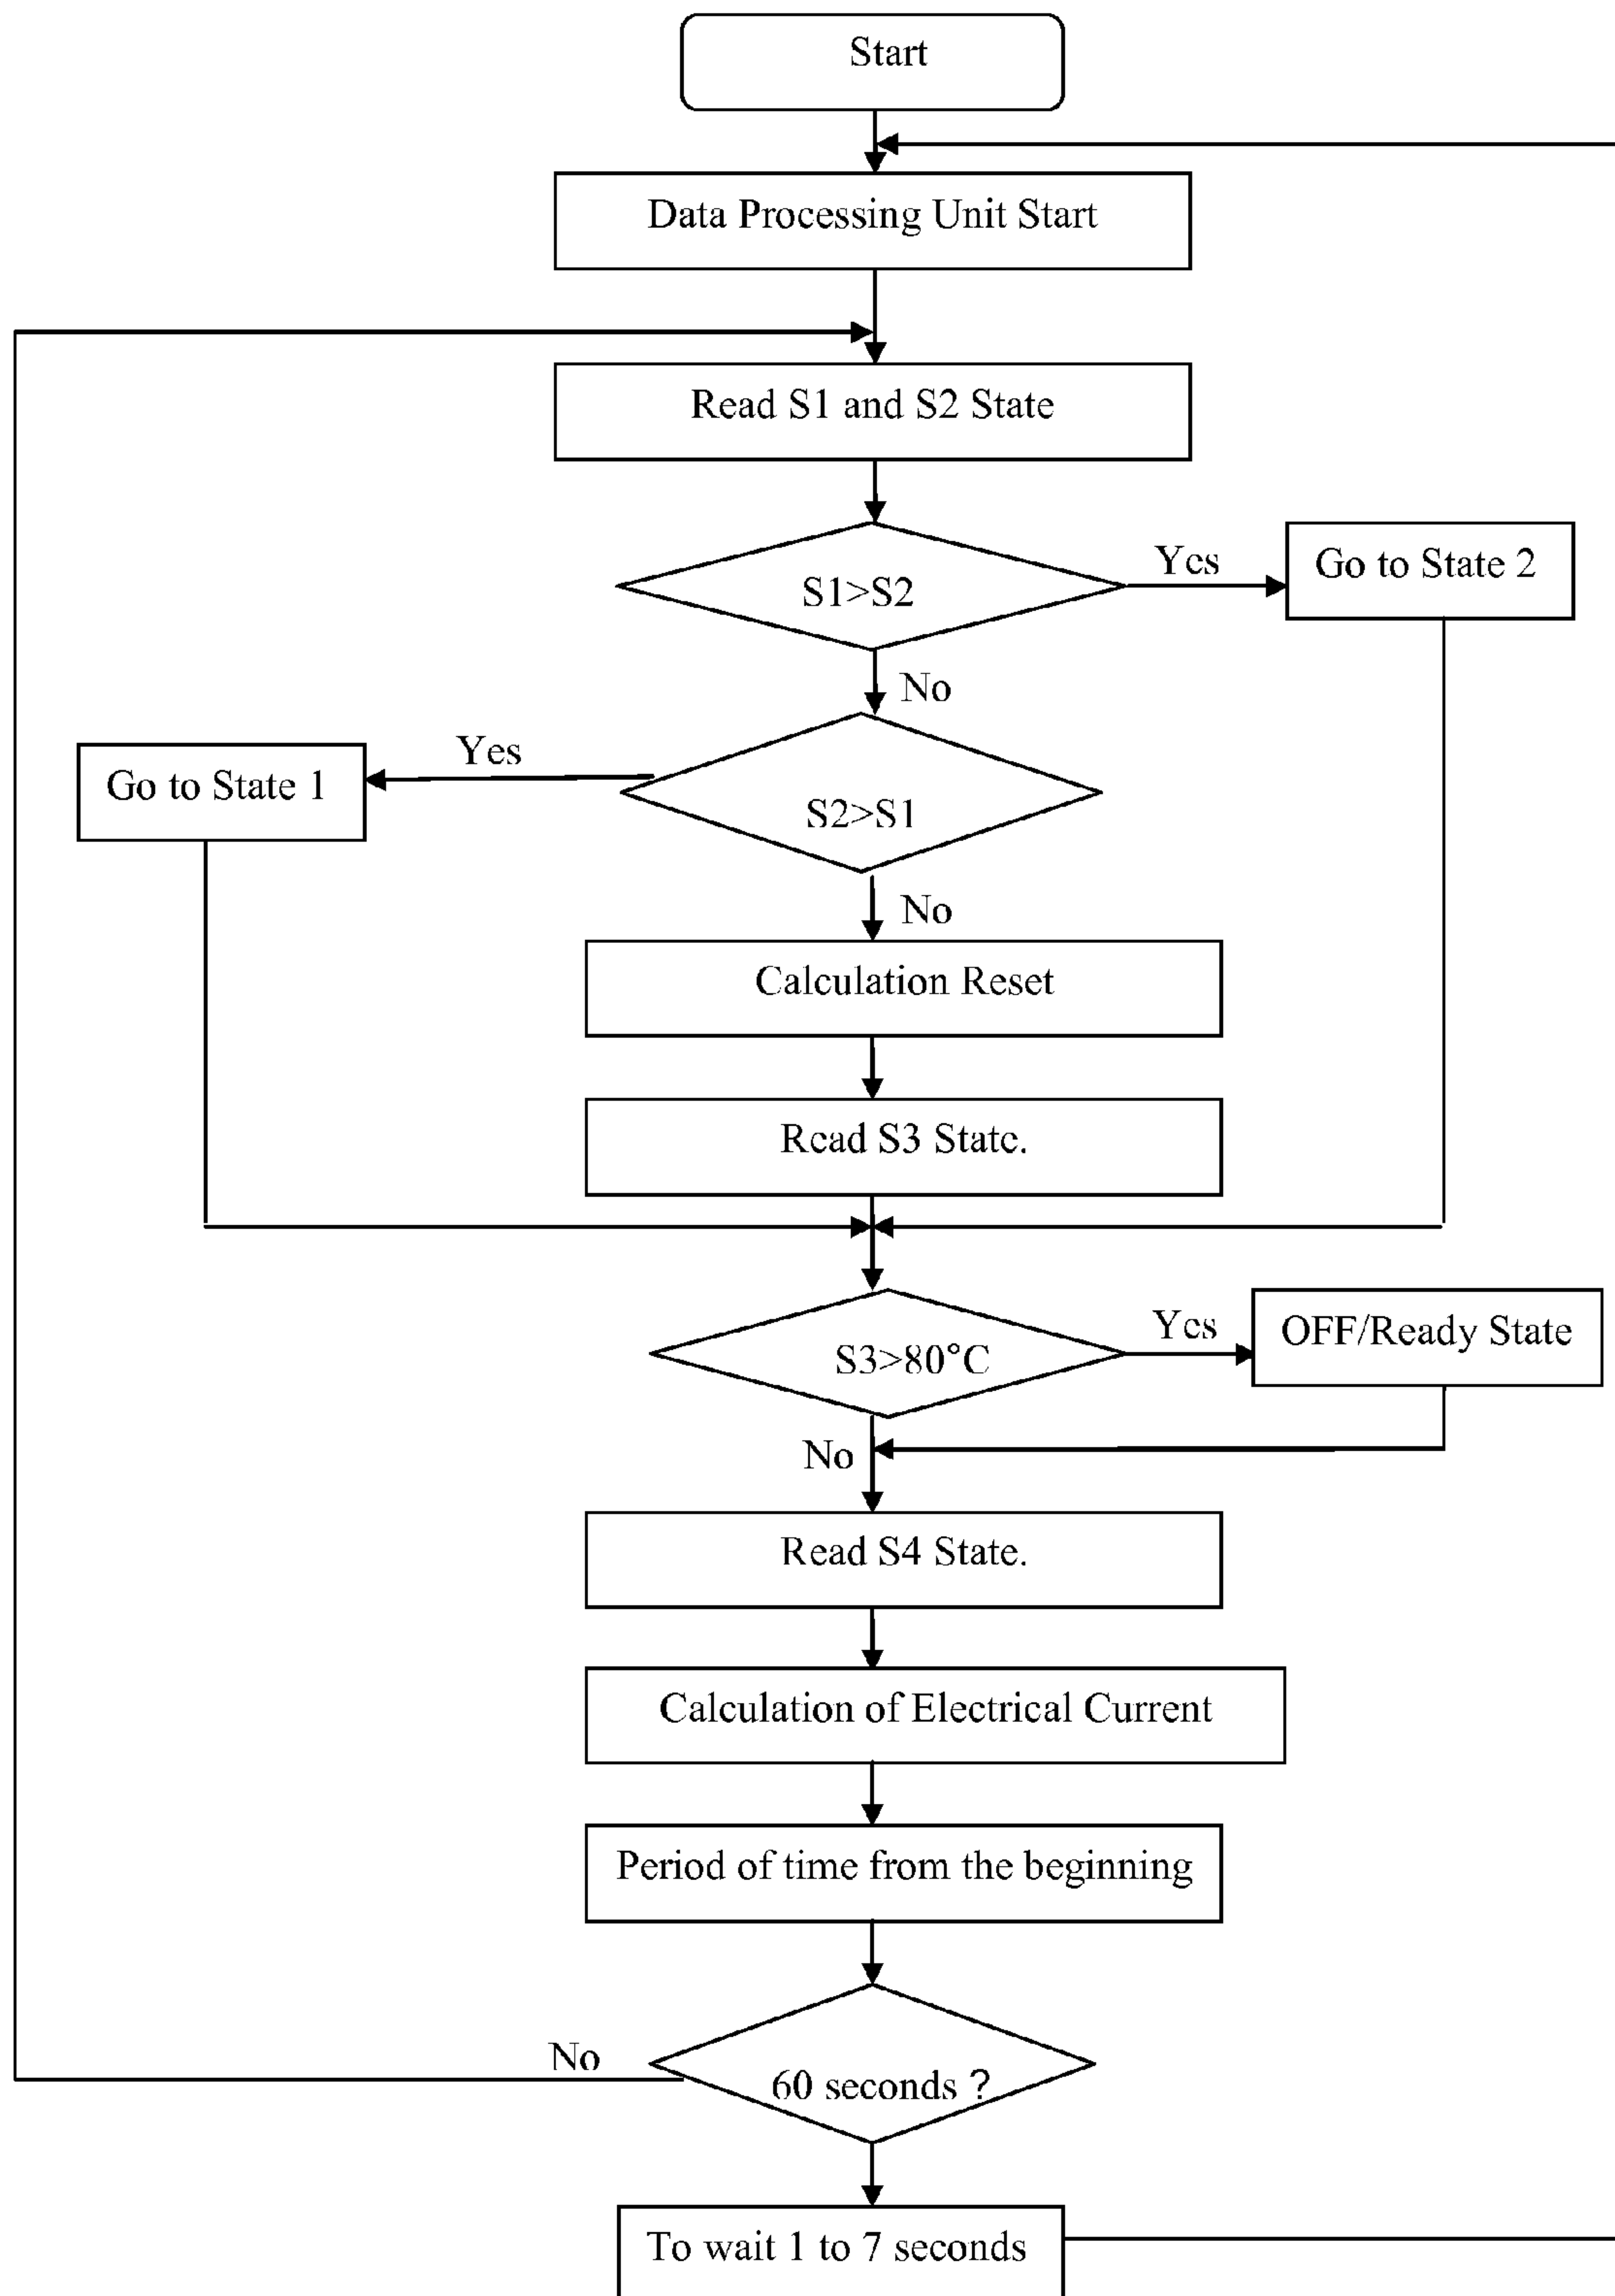 Start
Data Processing Unit Start
Read S1 and S2 State
S1>S2
Yes
Go to State 2
No
Yes
Go to State 1
S2>S1
No
Calculation Reset
Read S3 State.
S3>80°C
Yes
OFF/Ready State
No
Read S4 State.
Calculation of Electrical Current
Period of time from the beginning
No
60 seconds ?
To wait 1 to 7 seconds